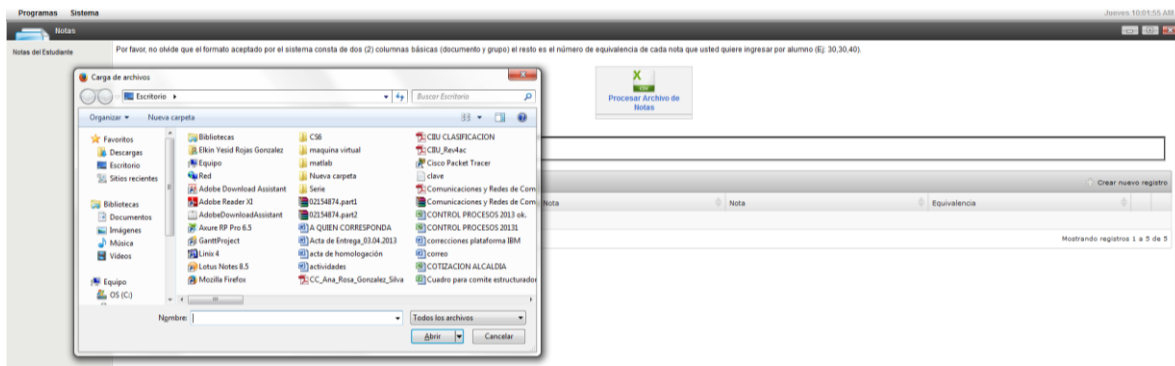 Programas Sistema
Jueves 10:01:55 AM
Notas
Notas del Estudiante
Por favor, no olvide que el formato aceptado por el sistema consta de dos (2) columnas básicas (documento y grupo) el resto es el número de equivalencia de cada nota que usted quiere ingresar por alumno (Ej: 30,30,40).
Procesar Archivo de
Notas
Crear nuevo registro
Nota Nota Equivalencia
Mostrando registros 1 a 5 de 5
Carga de archivos
Escritorio
Buscar Escritorio
Organizar Nueva carpeta
Favoritos
Descargas
Escritorio
Sitios recientes
Bibliotecas
Documentos
Imágenes
Música
Vídeos
Equipo
OS (C:)
Bibliotecas
Elkin Yesid Rojas Gonzalez
Equipo
Red
Adobe Download Assistant
Adobe Reader XI
AdobeDownloadAssistant
Axure RP Pro 6.5
GanttProject
Linix 4
Lotus Notes 8.5
Mozilla Firefox
CS6
maquina virtual
matlab
Nueva carpeta
Serie
02154874.part1
02154874.part2
A QUIEN CORRESPONDA
Acta de Entrega_03.04.2013
acta de homologación
actividades
CC_Ana_Rosa_Gonzalez_Silva
CIIU CLASIFICACION
CIIU_Rev4ac
Cisco Packet Tracer
clave
Comunicaciones y Redes de Com
Comunicaciones y Redes de Com
CONTROL PROCESOS 2013 ok.
CONTROL PROCESOS 20131
correcciones plataforma IBM
correo
COTIZACION ALCALDIA
Cuadro para comite estructurador
Nombre:
Todos los archivos
Abrir
Cancelar